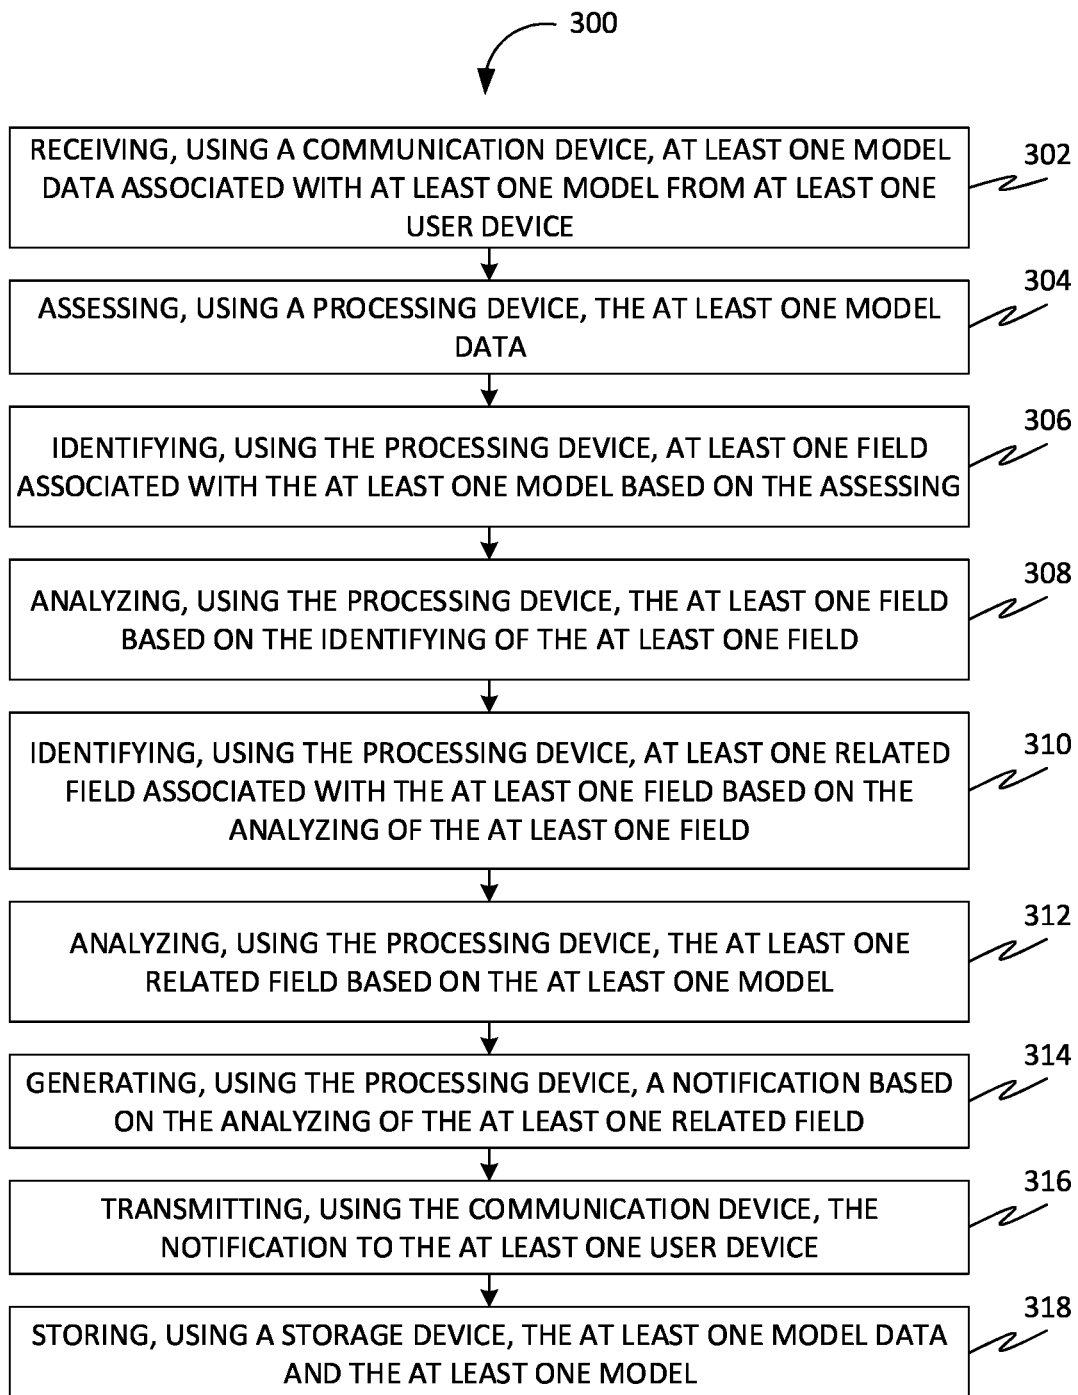 300
RECEIVING, USING A COMMUNICATION DEVICE, AT LEAST ONE MODEL
DATA ASSOCIATED WITH AT LEAST ONE MODEL FROM AT LEAST ONE
USER DEVICE
302
ASSESSING, USING A PROCESSING DEVICE, THE AT LEAST ONE MODEL
DATA
304
IDENTIFYING, USING THE PROCESSING DEVICE, AT LEAST ONE FIELD
ASSOCIATED WITH THE AT LEAST ONE MODEL BASED ON THE ASSESSING
306
ANALYZING, USING THE PROCESSING DEVICE, THE AT LEAST ONE FIELD
BASED ON THE IDENTIFYING OF THE AT LEAST ONE FIELD
308
IDENTIFYING, USING THE PROCESSING DEVICE, AT LEAST ONE RELATED
FIELD ASSOCIATED WITH THE AT LEAST ONE FIELD BASED ON THE
ANALYZING OF THE AT LEAST ONE FIELD
310
ANALYZING, USING THE PROCESSING DEVICE, THE AT LEAST ONE
RELATED FIELD BASED ON THE AT LEAST ONE MODEL
312
GENERATING, USING THE PROCESSING DEVICE, A NOTIFICATION BASED
ON THE ANALYZING OF THE AT LEAST ONE RELATED FIELD
314
TRANSMITTING, USING THE COMMUNICATION DEVICE, THE
NOTIFICATION TO THE AT LEAST ONE USER DEVICE
316
STORING, USING A STORAGE DEVICE, THE AT LEAST ONE MODEL DATA
AND THE AT LEAST ONE MODEL
318